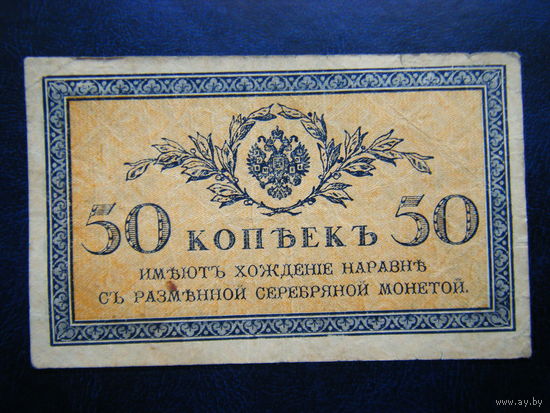 50 КОПѢЕКЪ 50
ИМѢЮТЪ ХОЖДЕНІЕ НАРАВНѢ
СЪ РАЗМѢННОЙ СЕРЕБРЯНОЙ МОНЕТОЙ.
www.ay.by